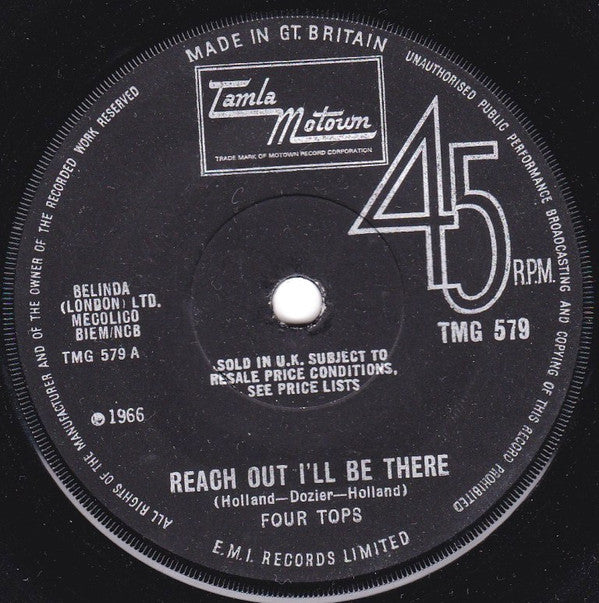 MADE IN GT. BRITAIN
UNAUTHORISED PUBLIC PERFORMANCE BROADCASTING AND COPYING OF THIS RECORD PROHIBITED
ALL RIGHTS OF THE MANUFACTURER AND OF THE OWNER OF THE RECORDED WORK RESERVED
Tamla
Motown
TRADE MARK OF MOTOWN RECORD CORPORATION
45
R.P.M.
TMG 579
BELINDA
(LONDON) LTD.
MECOLICO
BIEM/NCB
TMG 579 A
SOLD IN U.K. SUBJECT TO
RESALE PRICE CONDITIONS,
SEE PRICE LISTS
℗ 1966
REACH OUT I'LL BE THERE
(Holland—Dozier—Holland)
FOUR TOPS
E.M.I. RECORDS LIMITED